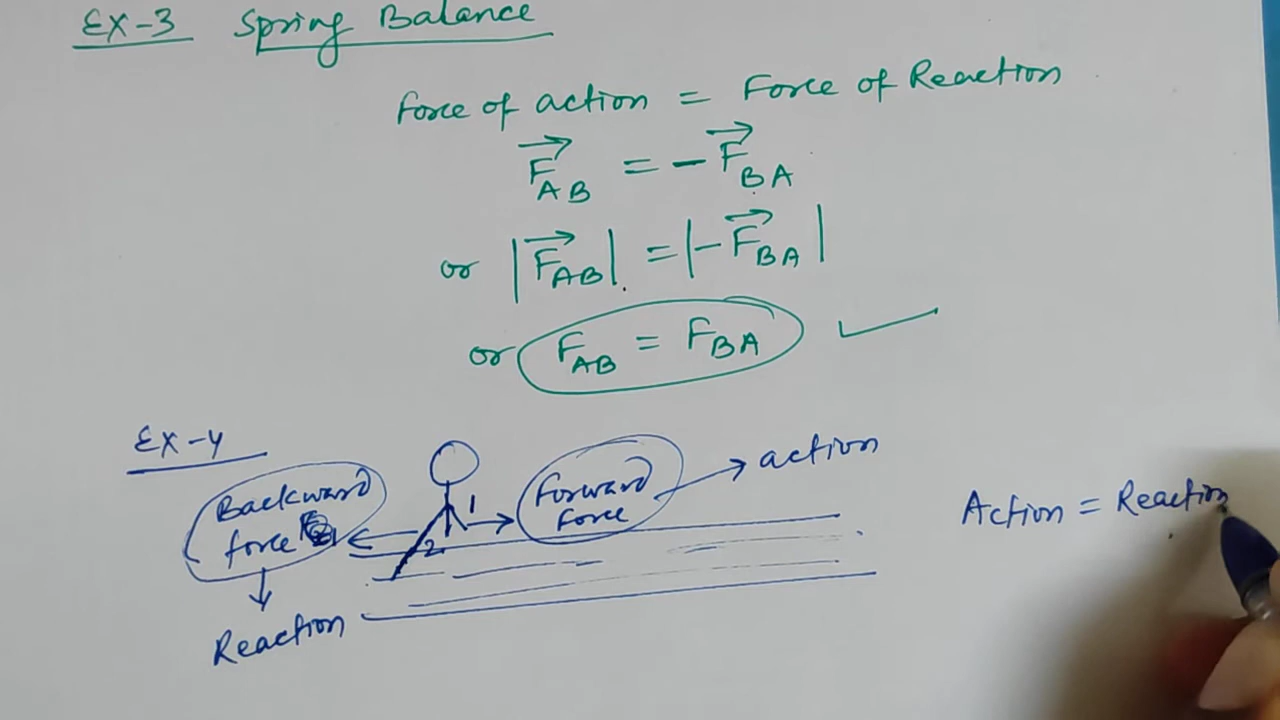 EX-3 Spring Balance
Force of action = Force of Reaction
F⃗AB = -F⃗BA
or |F⃗AB| = |-F⃗BA|
or FAB = FBA
EX-4
Backward force
Reaction
1
2
Forward Force
action
Action = Reaction